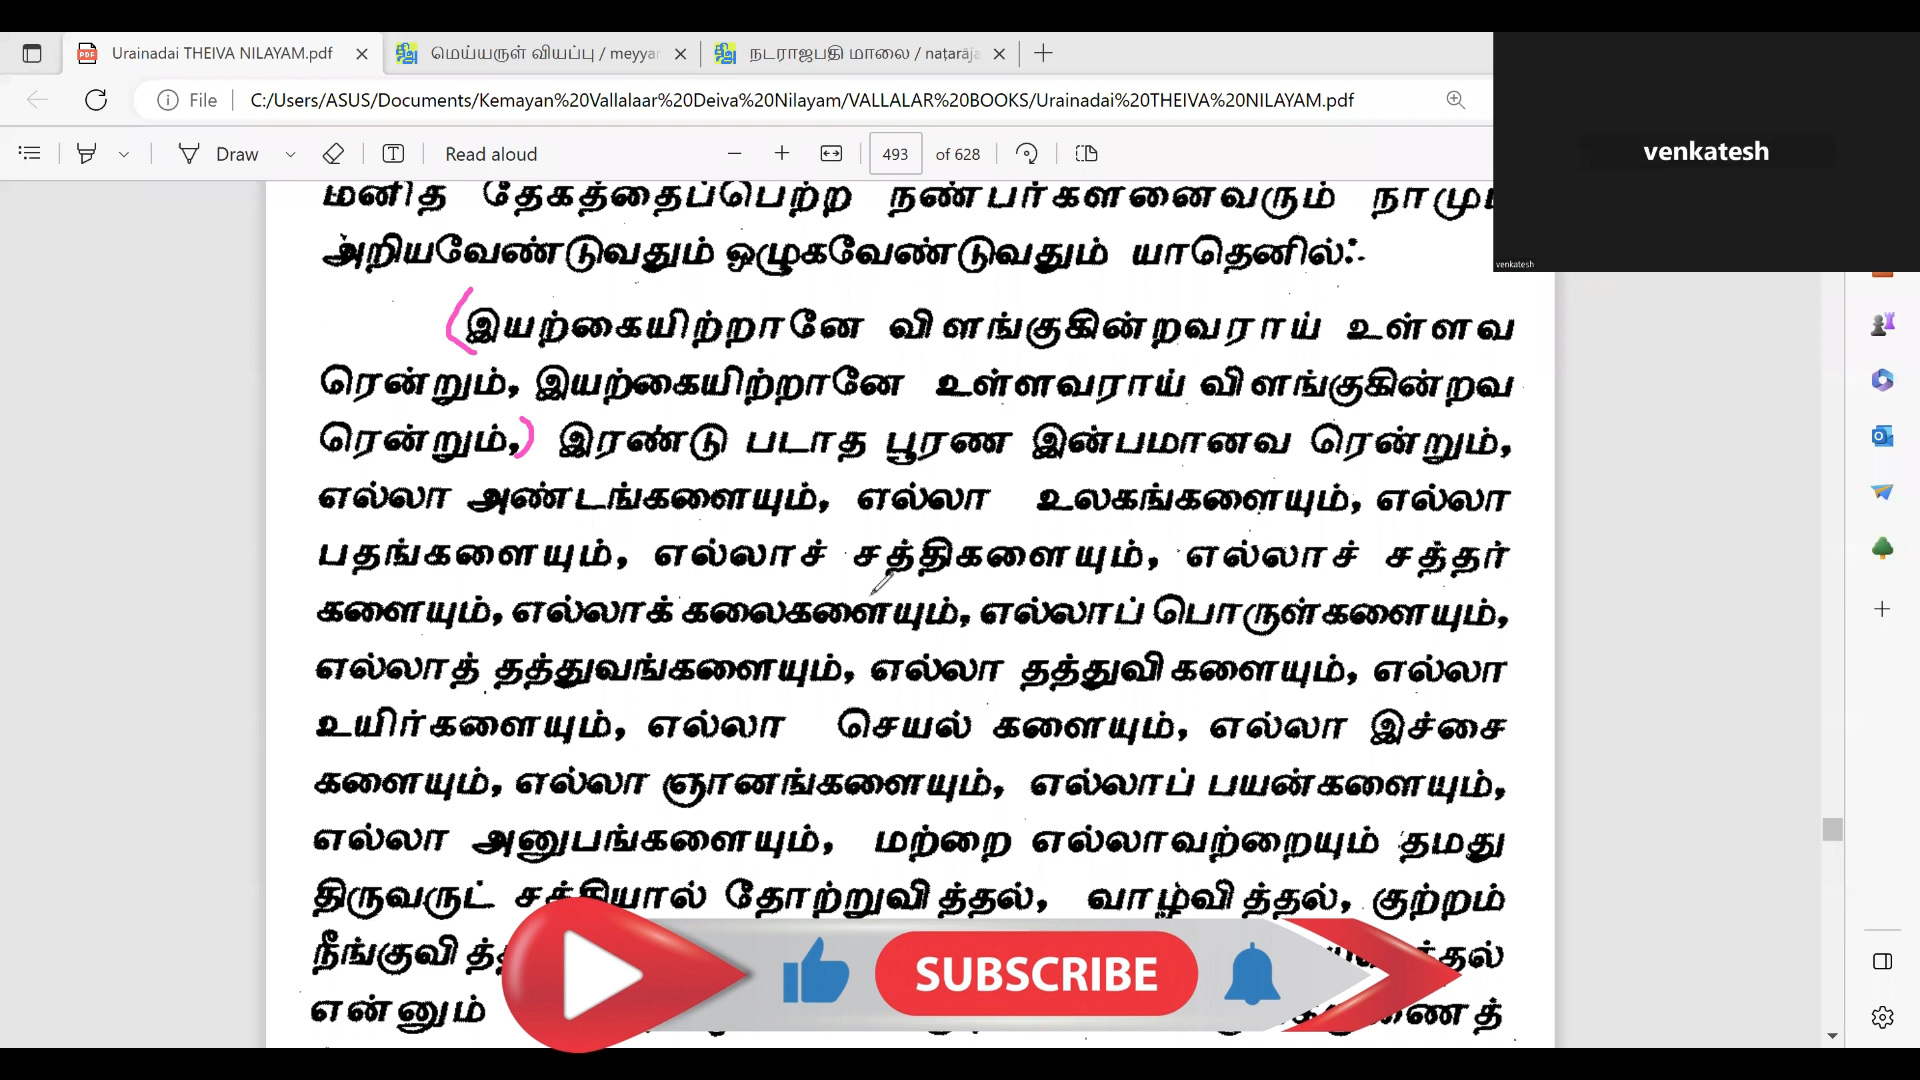 Urainadai THEIVA NILAYAM.pdf
மெய்யருள் வியப்பு / meyyar
நடராஜபதி மாலை / naṭarāja
File
C:/Users/ASUS/Documents/Kemayan%20Vallalaar%20Deiva%20Nilayam/VALLALAR%20BOOKS/Urainadai%20THEIVA%20NILAYAM.pdf
Draw
Read aloud
493 of 628
venkatesh
venkatesh
மனித தேகத்தைப்பெற்ற நண்பர்களனைவரும்
அறியவேண்டுவதும் ஒழுகவேண்டுவதும் யாதெனில்:-
(இயற்கையிற்றானே விளங்குகின்றவராய் உள்ளவ
ரென்றும், இயற்கையிற்றானே உள்ளவராய் விளங்குகின்றவ
ரென்றும்,) இரண்டு படாத பூரண இன்பமானவ ரென்றும்,
எல்லா அண்டங்களையும், எல்லா உலகங்களையும், எல்லா
பதங்களையும், எல்லாச் சத்திகளையும், எல்லாச் சத்தர்
களையும், எல்லாக் கலைகளையும், எல்லாப் பொருள்களையும்,
எல்லாத் தத்துவங்களையும், எல்லா தத்துவிகளையும், எல்லா
உயிர்களையும், எல்லா செயல் களையும், எல்லா இச்சை
களையும், எல்லா ஞானங்களையும், எல்லாப் பயன்களையும்,
எல்லா அனுபங்களையும், மற்றை எல்லாவற்றையும் தமது
திருவருட் சத்தியால் தோற்றுவித்தல், வாழ்வித்தல், குற்றம்
என்னும்
SUBSCRIBE